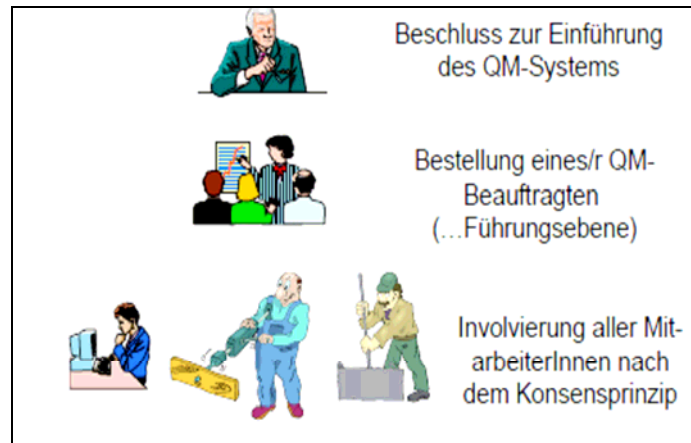 Beschluss zur Einführung
des QM-Systems
Bestellung eines/r QM-
Beauftragten
(...Führungsebene)
Involvierung aller Mit-
arbeiterInnen nach
dem Konsensprinzip